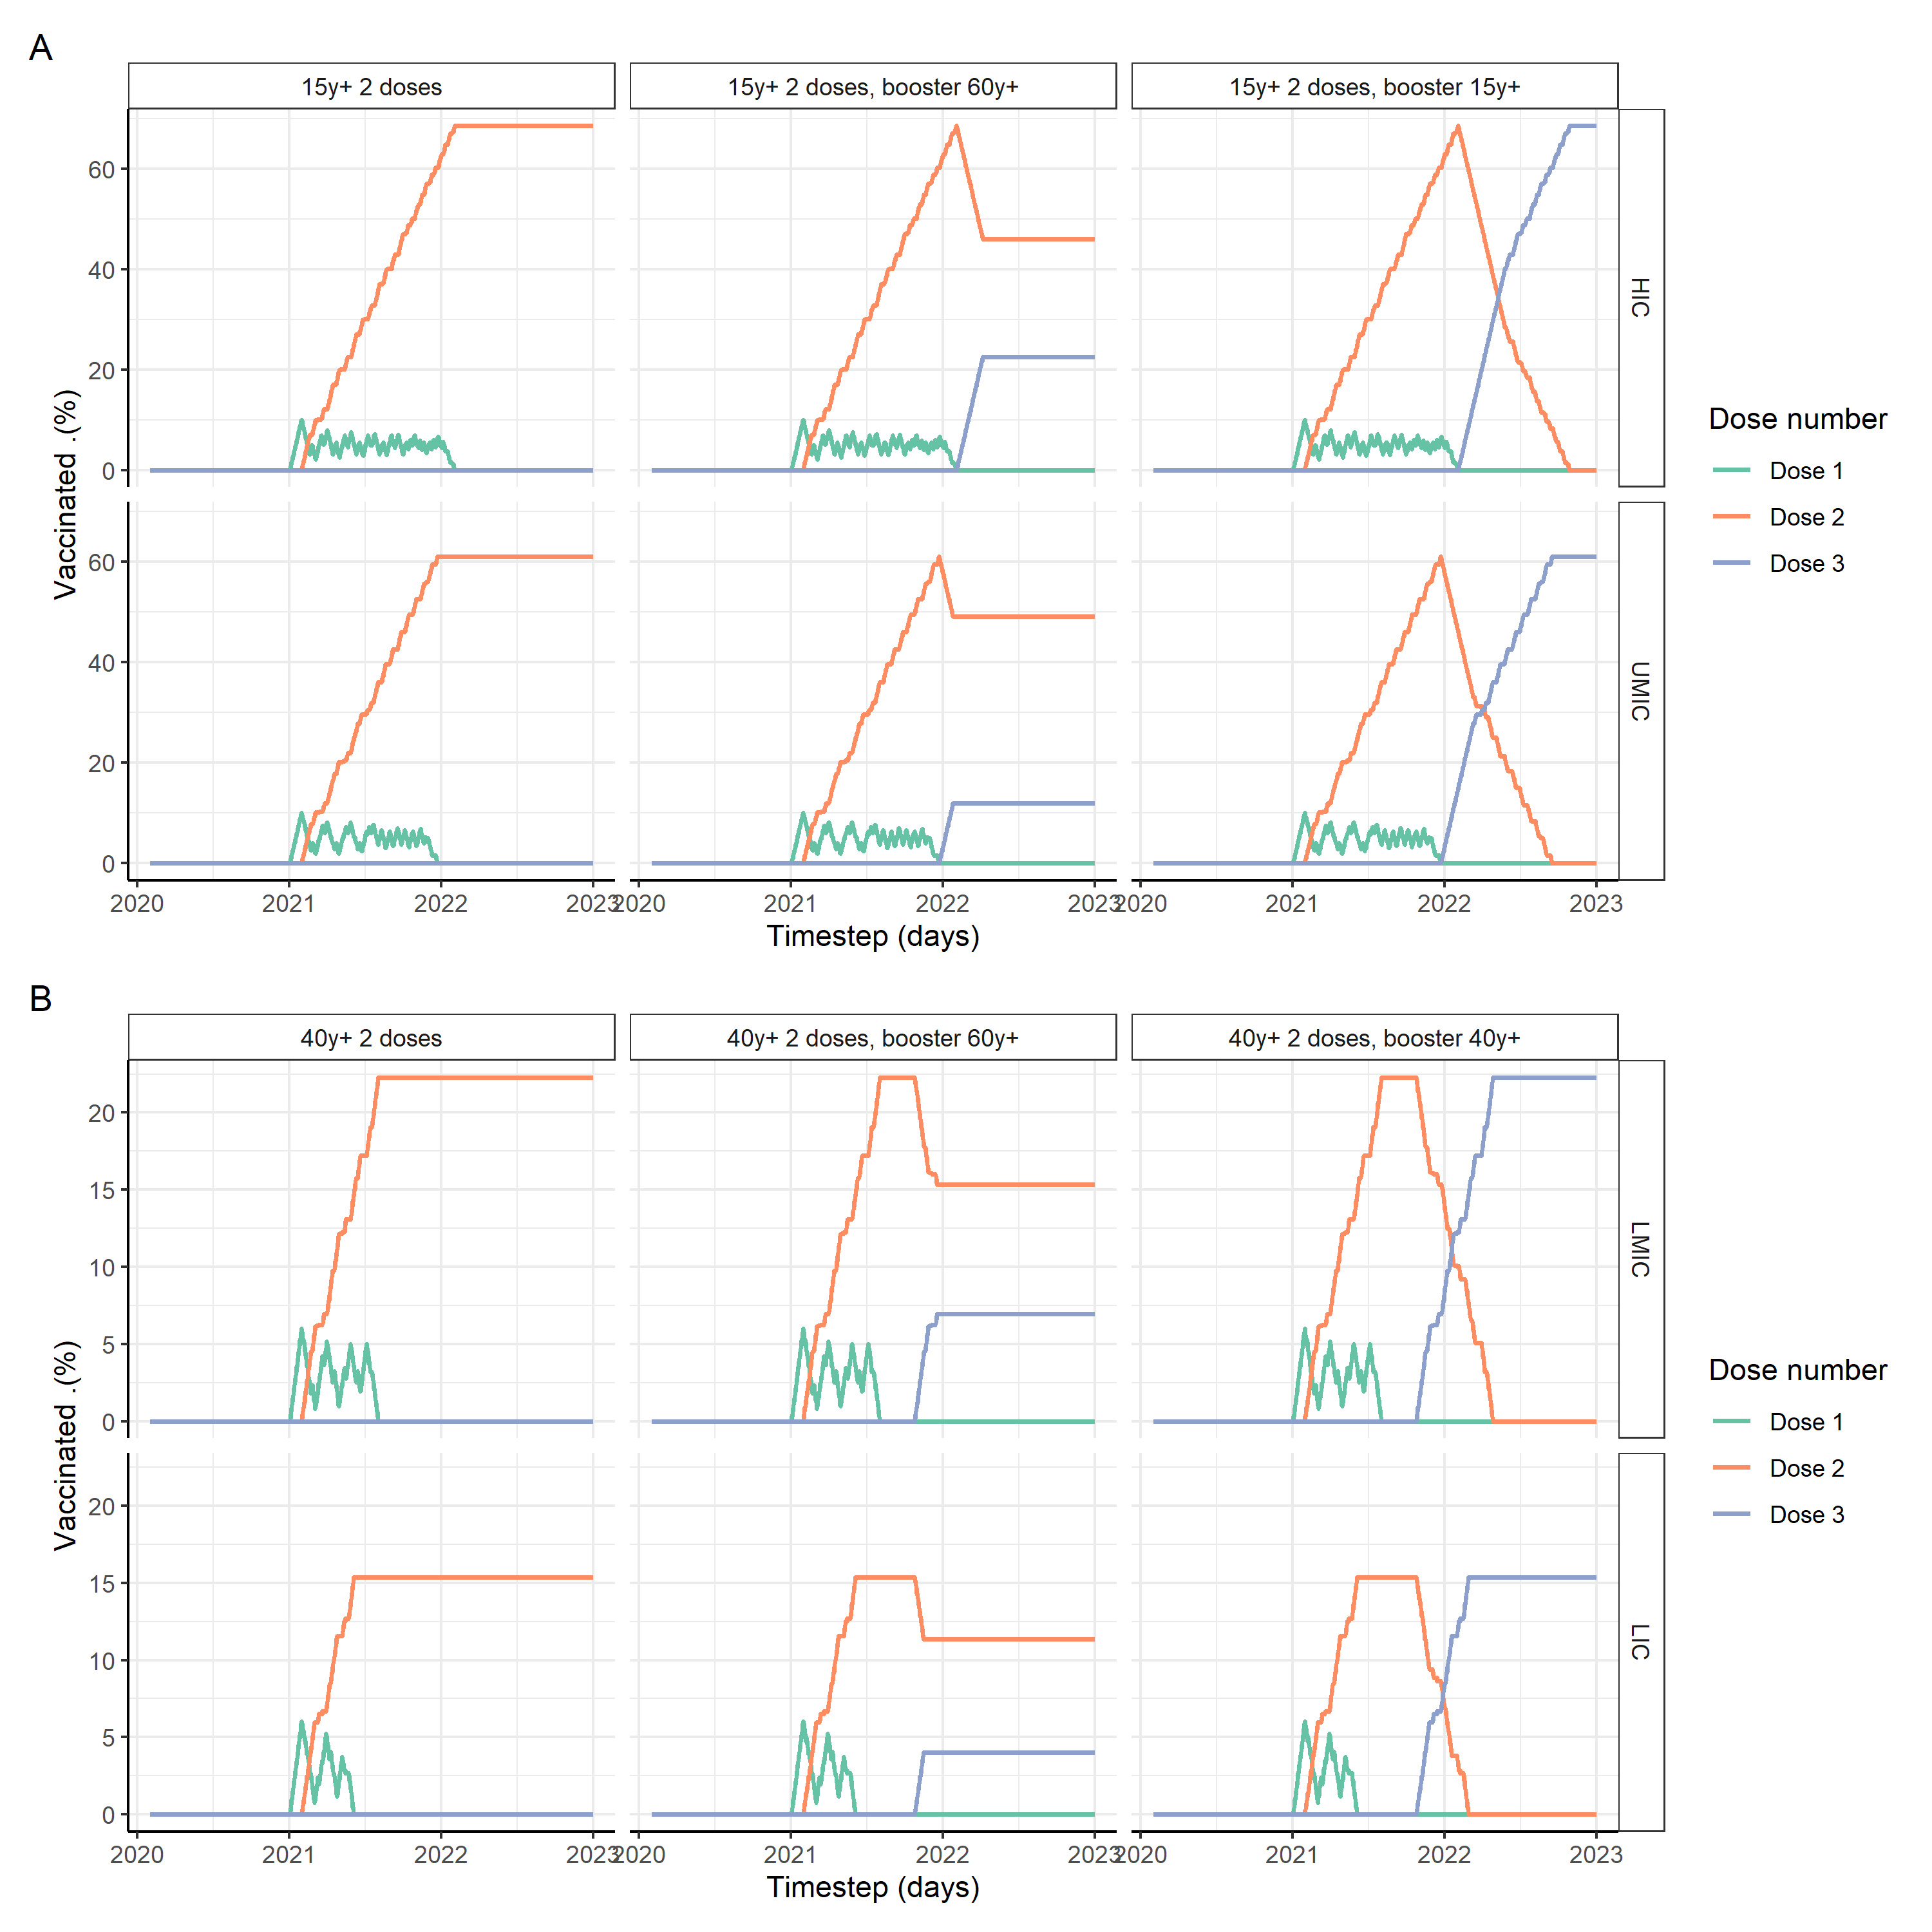 A
15y+ 2 doses
15y+ 2 doses, booster 60y+
15y+ 2 doses, booster 15y+
Vaccinated .(%)
60
40
20
0
HIC
60
40
20
0
UMIC
2020 2021 2022 2023
2020 2021 2022 2023
2020 2021 2022 2023
Timestep (days)
Dose number
Dose 1
Dose 2
Dose 3
B
40y+ 2 doses
40y+ 2 doses, booster 60y+
40y+ 2 doses, booster 40y+
Vaccinated .(%)
20
15
10
5
0
LMIC
20
15
10
5
0
LIC
2020 2021 2022 2023
2020 2021 2022 2023
2020 2021 2022 2023
Timestep (days)
Dose number
Dose 1
Dose 2
Dose 3